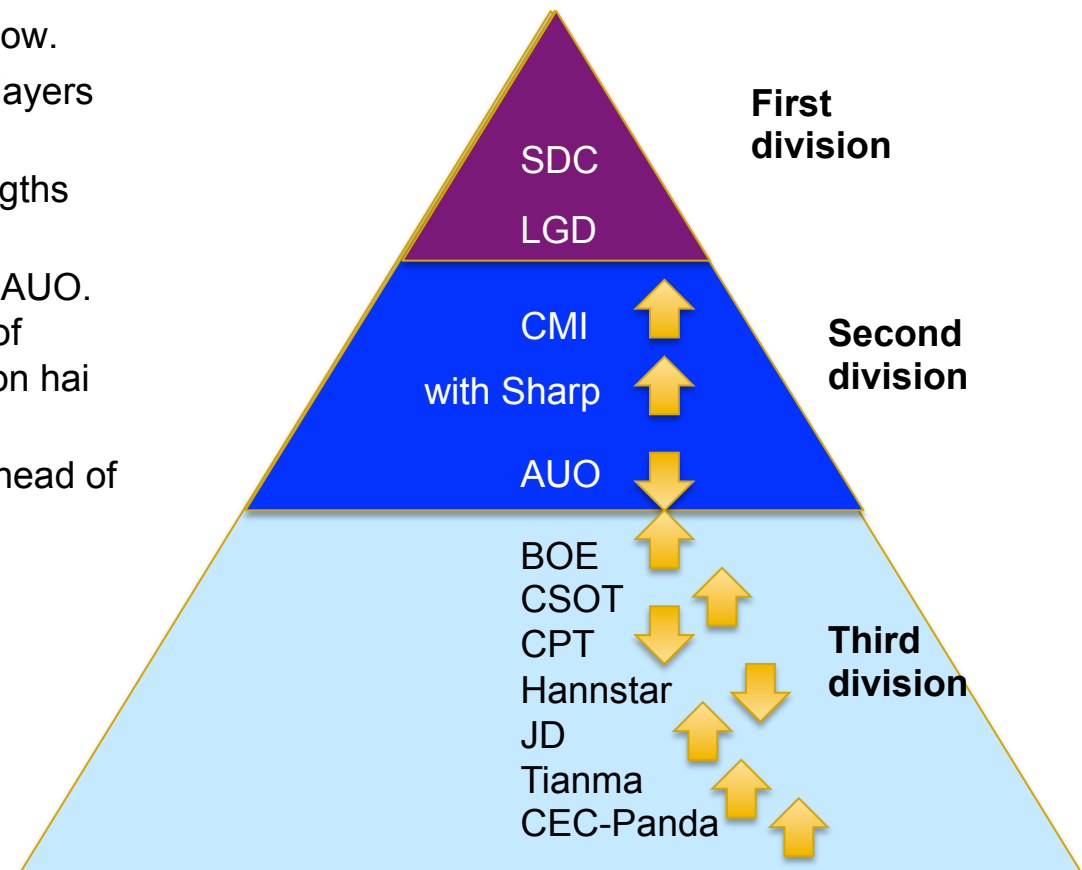 ow.
ayers
gths
AUO.
of
on hai
head of
First
division
SDC
LGD
CMI
with Sharp
AUO
Second
division
BOE
CSOT
CPT
Hannstar
JD
Tianma
CEC-Panda
Third
division